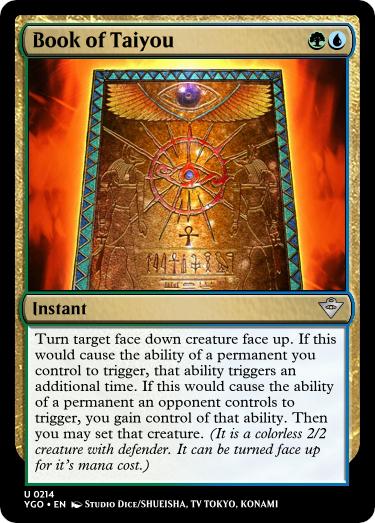 Book of Taiyou
Instant
Turn target face down creature face up. If this
would cause the ability of a permanent you
control to trigger, that ability triggers an
additional time. If this would cause the ability
of a permanent an opponent controls to
trigger, you gain control of that ability. Then
you may set that creature. (It is a colorless 2/2
creature with defender. It can be turned face
up for it's mana cost.)
U 0214
YGO • EN Studio Dice/SHUEISHA, TV TOKYO, KONAMI